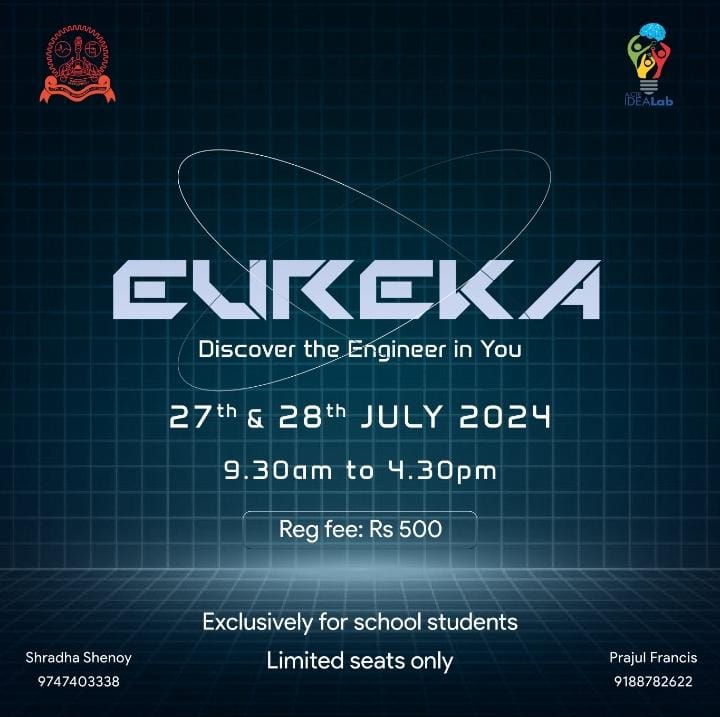 AICTE
IDEALab
EUREKA
Discover the Engineer in You
27th & 28th JULY 2024
9.30am to 4.30pm
Reg fee: Rs 500
Exclusively for school students
Limited seats only
Shradha Shenoy
9747403338
Prajul Francis
9188782622